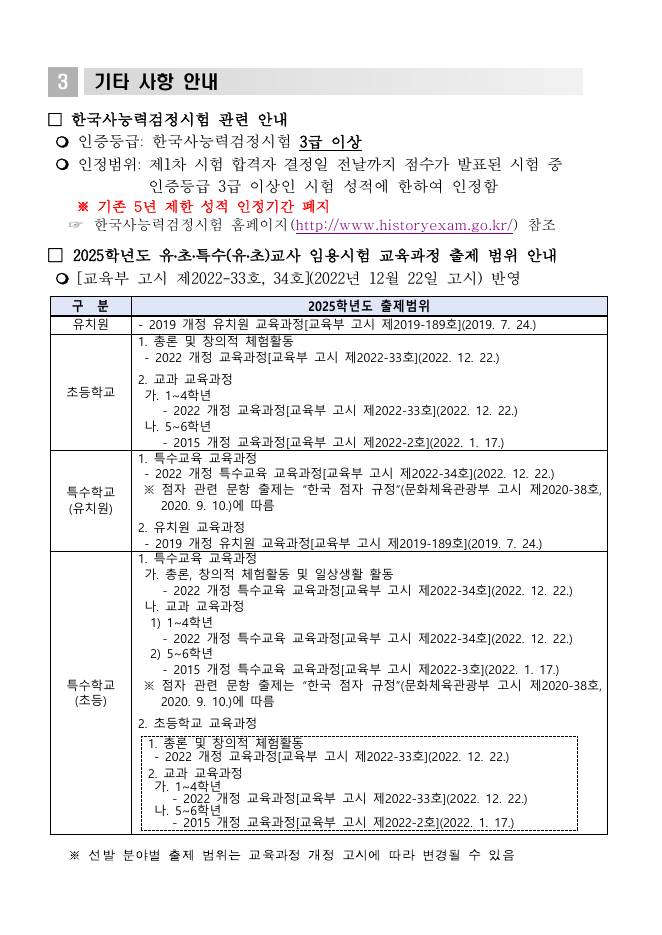 3 기타 사항 안내
□ 한국사능력검정시험 관련 안내
❍ 인증등급: 한국사능력검정시험 3급 이상
❍ 인정범위: 제1차 시험 합격자 결정일 전날까지 점수가 발표된 시험 중
인증등급 3급 이상인 시험 성적에 한하여 인정함
※ 기존 5년 제한 성적 인정기간 폐지
☞ 한국사능력검정시험 홈페이지(http://www.historyexam.go.kr/) 참조
□ 2025학년도 유·초·특수(유·초)교사 임용시험 교육과정 출제 범위 안내
❍ [교육부 고시 제2022-33호, 34호](2022년 12월 22일 고시) 반영
구 분 2025학년도 출제범위
유치원 - 2019 개정 유치원 교육과정[교육부 고시 제2019-189호](2019. 7. 24.)
초등학교
1. 총론 및 창의적 체험활동
- 2022 개정 교육과정[교육부 고시 제2022-33호](2022. 12. 22.)
2. 교과 교육과정
가. 1~4학년
- 2022 개정 교육과정[교육부 고시 제2022-33호](2022. 12. 22.)
나. 5~6학년
- 2015 개정 교육과정[교육부 고시 제2022-2호](2022. 1. 17.)
특수학교
(유치원)
1. 특수교육 교육과정
- 2022 개정 특수교육 교육과정[교육부 고시 제2022-34호](2022. 12. 22.)
※ 점자 관련 문항 출제는 “한국 점자 규정”(문화체육관광부 고시 제2020-38호,
2020. 9. 10.)에 따름
2. 유치원 교육과정
- 2019 개정 유치원 교육과정[교육부 고시 제2019-189호](2019. 7. 24.)
특수학교
(초등)
1. 특수교육 교육과정
가. 총론, 창의적 체험활동 및 일상생활 활동
- 2022 개정 특수교육 교육과정[교육부 고시 제2022-34호](2022. 12. 22.)
나. 교과 교육과정
1) 1~4학년
- 2022 개정 특수교육 교육과정[교육부 고시 제2022-34호](2022. 12. 22.)
2) 5~6학년
- 2015 개정 특수교육 교육과정[교육부 고시 제2022-3호](2022. 1. 17.)
※ 점자 관련 문항 출제는 “한국 점자 규정”(문화체육관광부 고시 제2020-38호,
2020. 9. 10.)에 따름
2. 초등학교 교육과정
1. 총론 및 창의적 체험활동
- 2022 개정 교육과정[교육부 고시 제2022-33호](2022. 12. 22.)
2. 교과 교육과정
가. 1~4학년
- 2022 개정 교육과정[교육부 고시 제2022-33호](2022. 12. 22.)
나. 5~6학년
- 2015 개정 교육과정[교육부 고시 제2022-2호](2022. 1. 17.)
※ 선발 분야별 출제 범위는 교육과정 개정 고시에 따라 변경될 수 있음